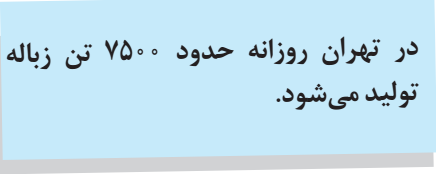 در تهران روزانه حدود ۷۵۰۰ تن زباله
تولید می‌شود.